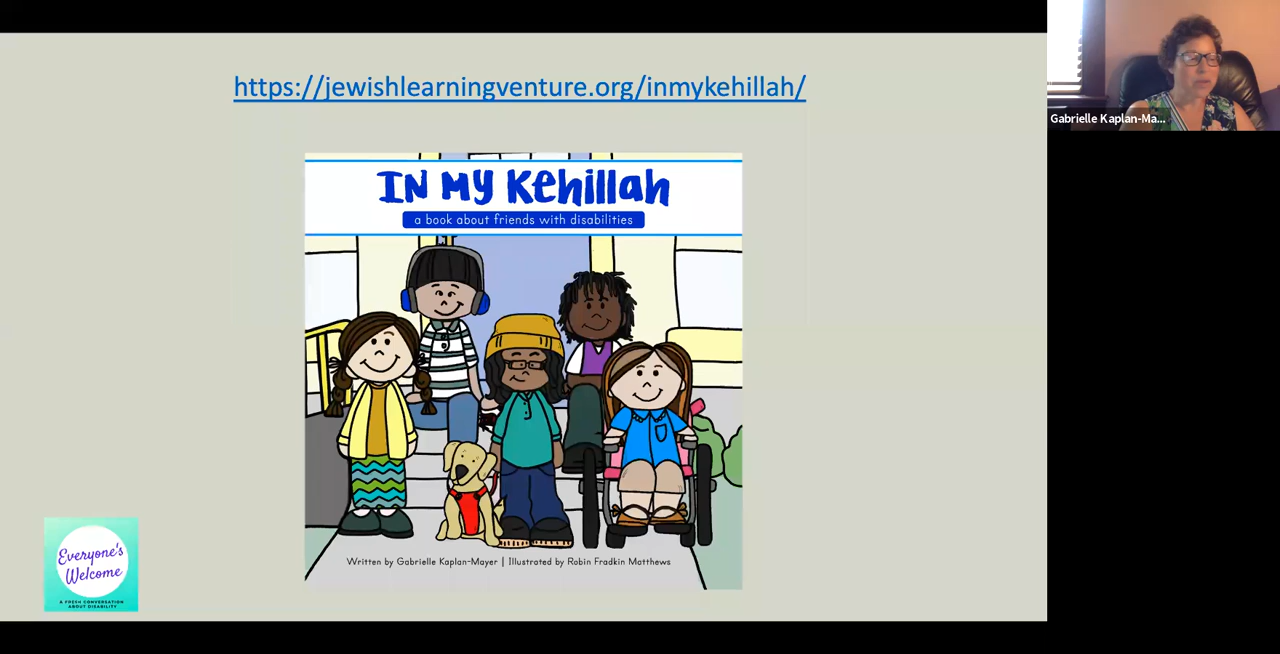 https://jewishlearningventure.org/inmykehillah/
Gabrielle Kaplan-Ma...
IN MY KEHILLAH
a book about friends with disabilities
Written by Gabrielle Kaplan-Mayer | Illustrated by Robin Fradkin Matthews
Everyone's
Welcome
A FRESH CONVERSATION
ABOUT DISABILITY